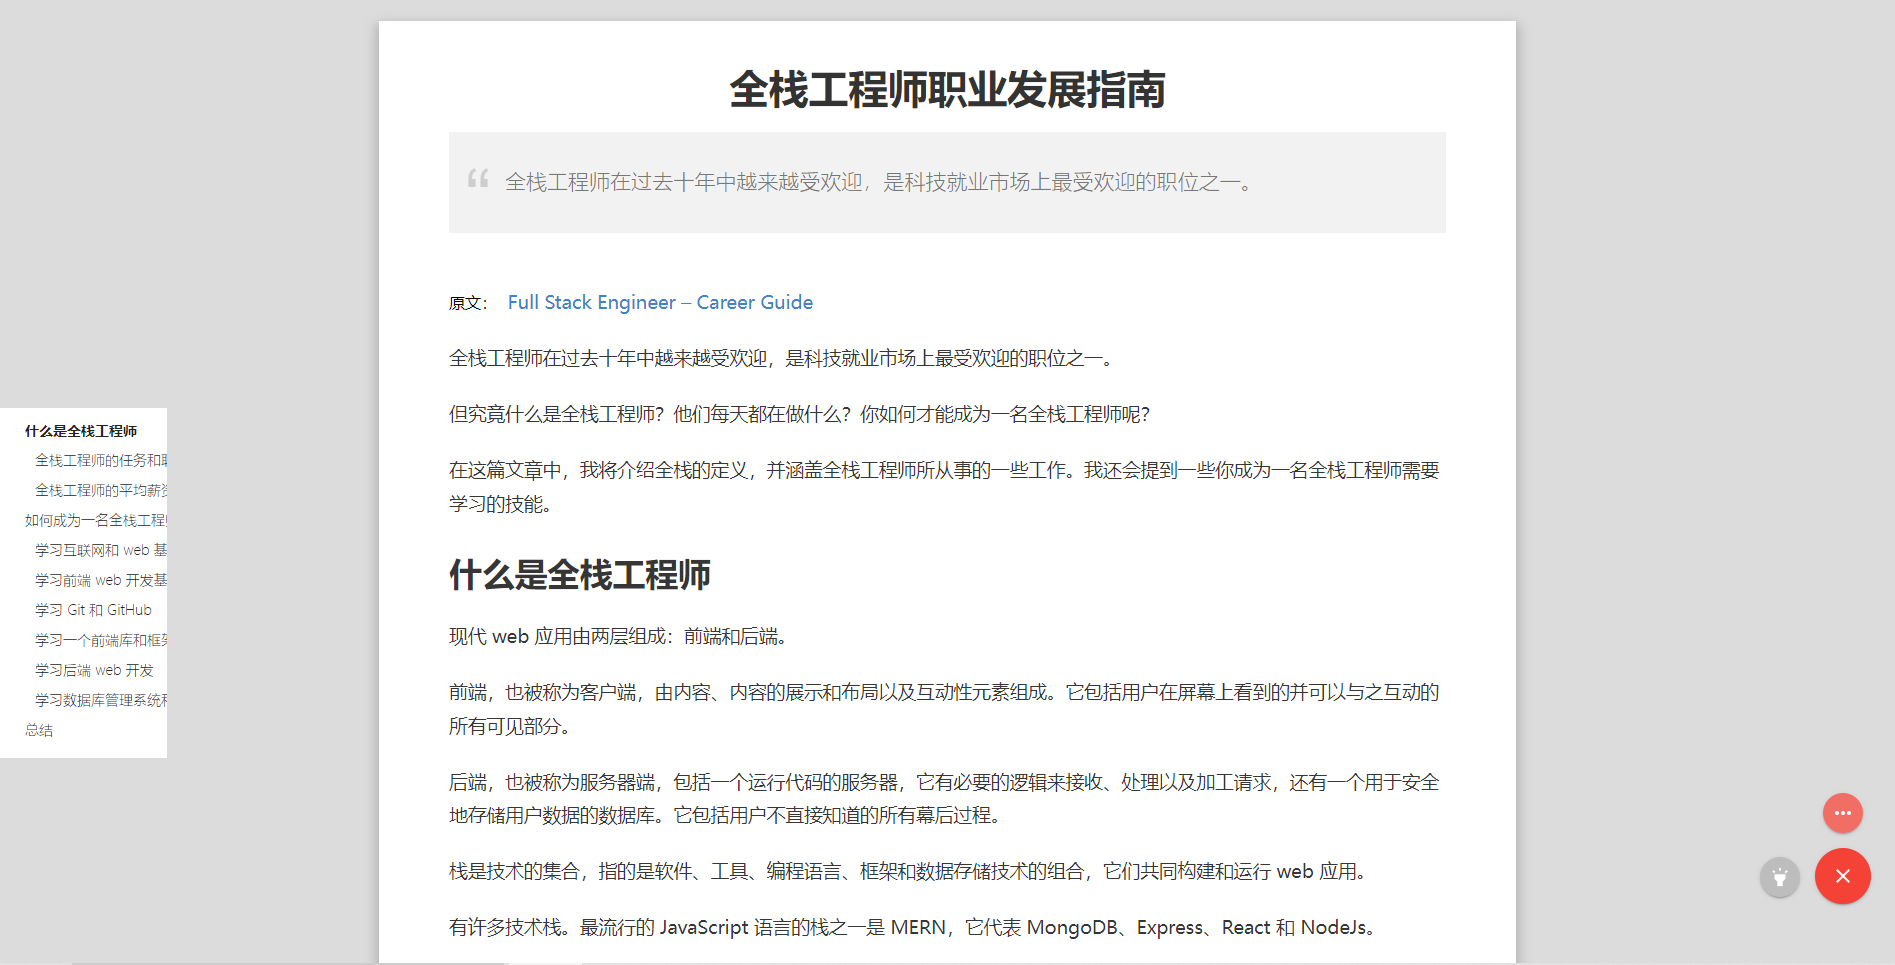 全栈工程师职业发展指南
“ 全栈工程师在过去十年中越来越受欢迎，是科技就业市场上最受欢迎的职位之一。
原文： Full Stack Engineer – Career Guide
全栈工程师在过去十年中越来越受欢迎，是科技就业市场上最受欢迎的职位之一。
但究竟什么是全栈工程师？他们每天都在做什么？你如何才能成为一名全栈工程师呢？
在这篇文章中，我将介绍全栈的定义，并涵盖全栈工程师所从事的一些工作。我还会提到一些你成为一名全栈工程师需要
学习的技能。
什么是全栈工程师
现代 web 应用由两层组成：前端和后端。
前端，也被称为客户端，由内容、内容的展示和布局以及互动性元素组成。它包括用户在屏幕上看到的并可以与之互动的
所有可见部分。
后端，也被称为服务器端，包括一个运行代码的服务器，它有必要的逻辑来接收、处理以及加工请求，还有一个用于安全
地存储用户数据的数据库。它包括用户不直接知道的所有幕后过程。
栈是技术的集合，指的是软件、工具、编程语言、框架和数据存储技术的组合，它们共同构建和运行 web 应用。
有许多技术栈。最流行的 JavaScript 语言的栈之一是 MERN，它代表 MongoDB、Express、React 和 NodeJs。
什么是全栈工程师
全栈工程师的任务和
全栈工程师的平均薪
如何成为一名全栈工程
学习互联网和 web 基
学习前端 web 开发基
学习 Git 和 GitHub
学习一个前端库和框
学习后端 web 开发
学习数据库管理系统
总结